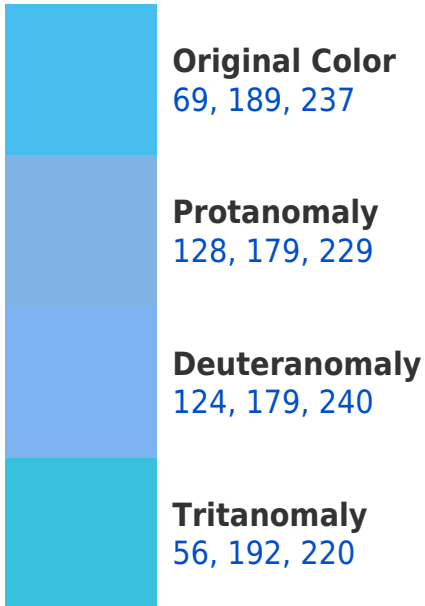 Original Color
69, 189, 237
Protanomaly
128, 179, 229
Deuteranomaly
124, 179, 240
Tritanomaly
56, 192, 220